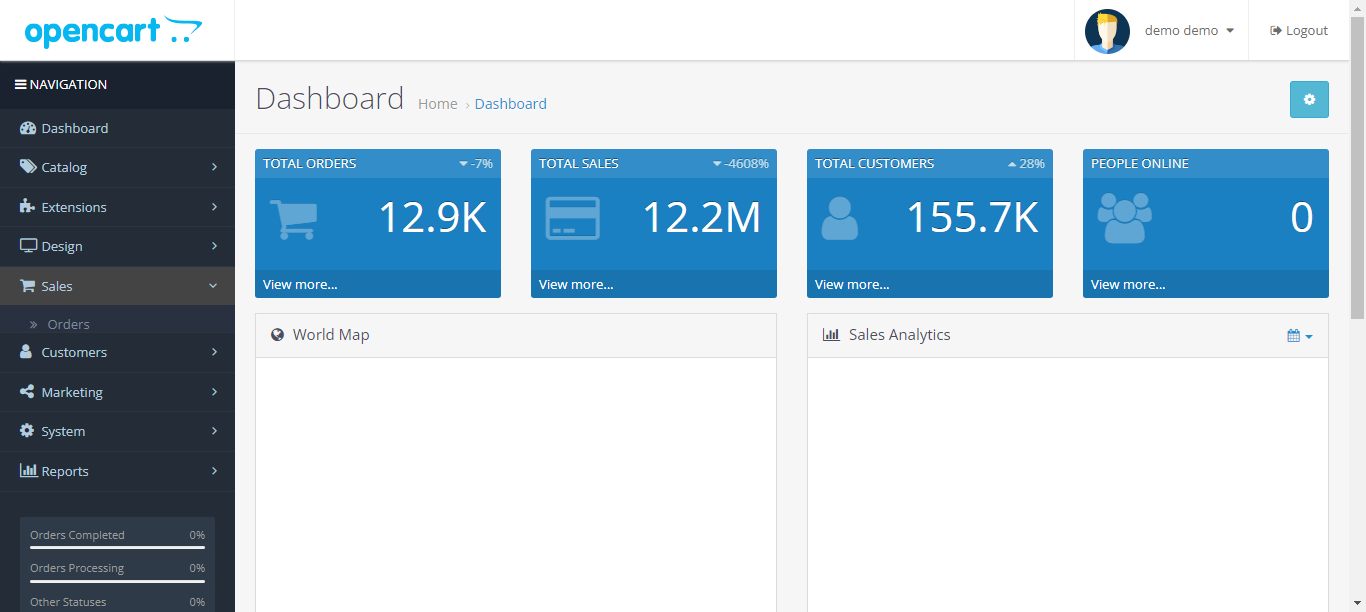 opencart
demo demo
Logout
NAVIGATION
Dashboard
Catalog
Extensions
Design
Sales
Orders
Customers
Marketing
System
Reports
Orders Completed 0%
Orders Processing 0%
Other Statuses 0%
Dashboard Home › Dashboard
TOTAL ORDERS -7%
12.9K
View more...
TOTAL SALES -4608%
12.2M
View more...
TOTAL CUSTOMERS 28%
155.7K
View more...
PEOPLE ONLINE
0
View more...
World Map
Sales Analytics